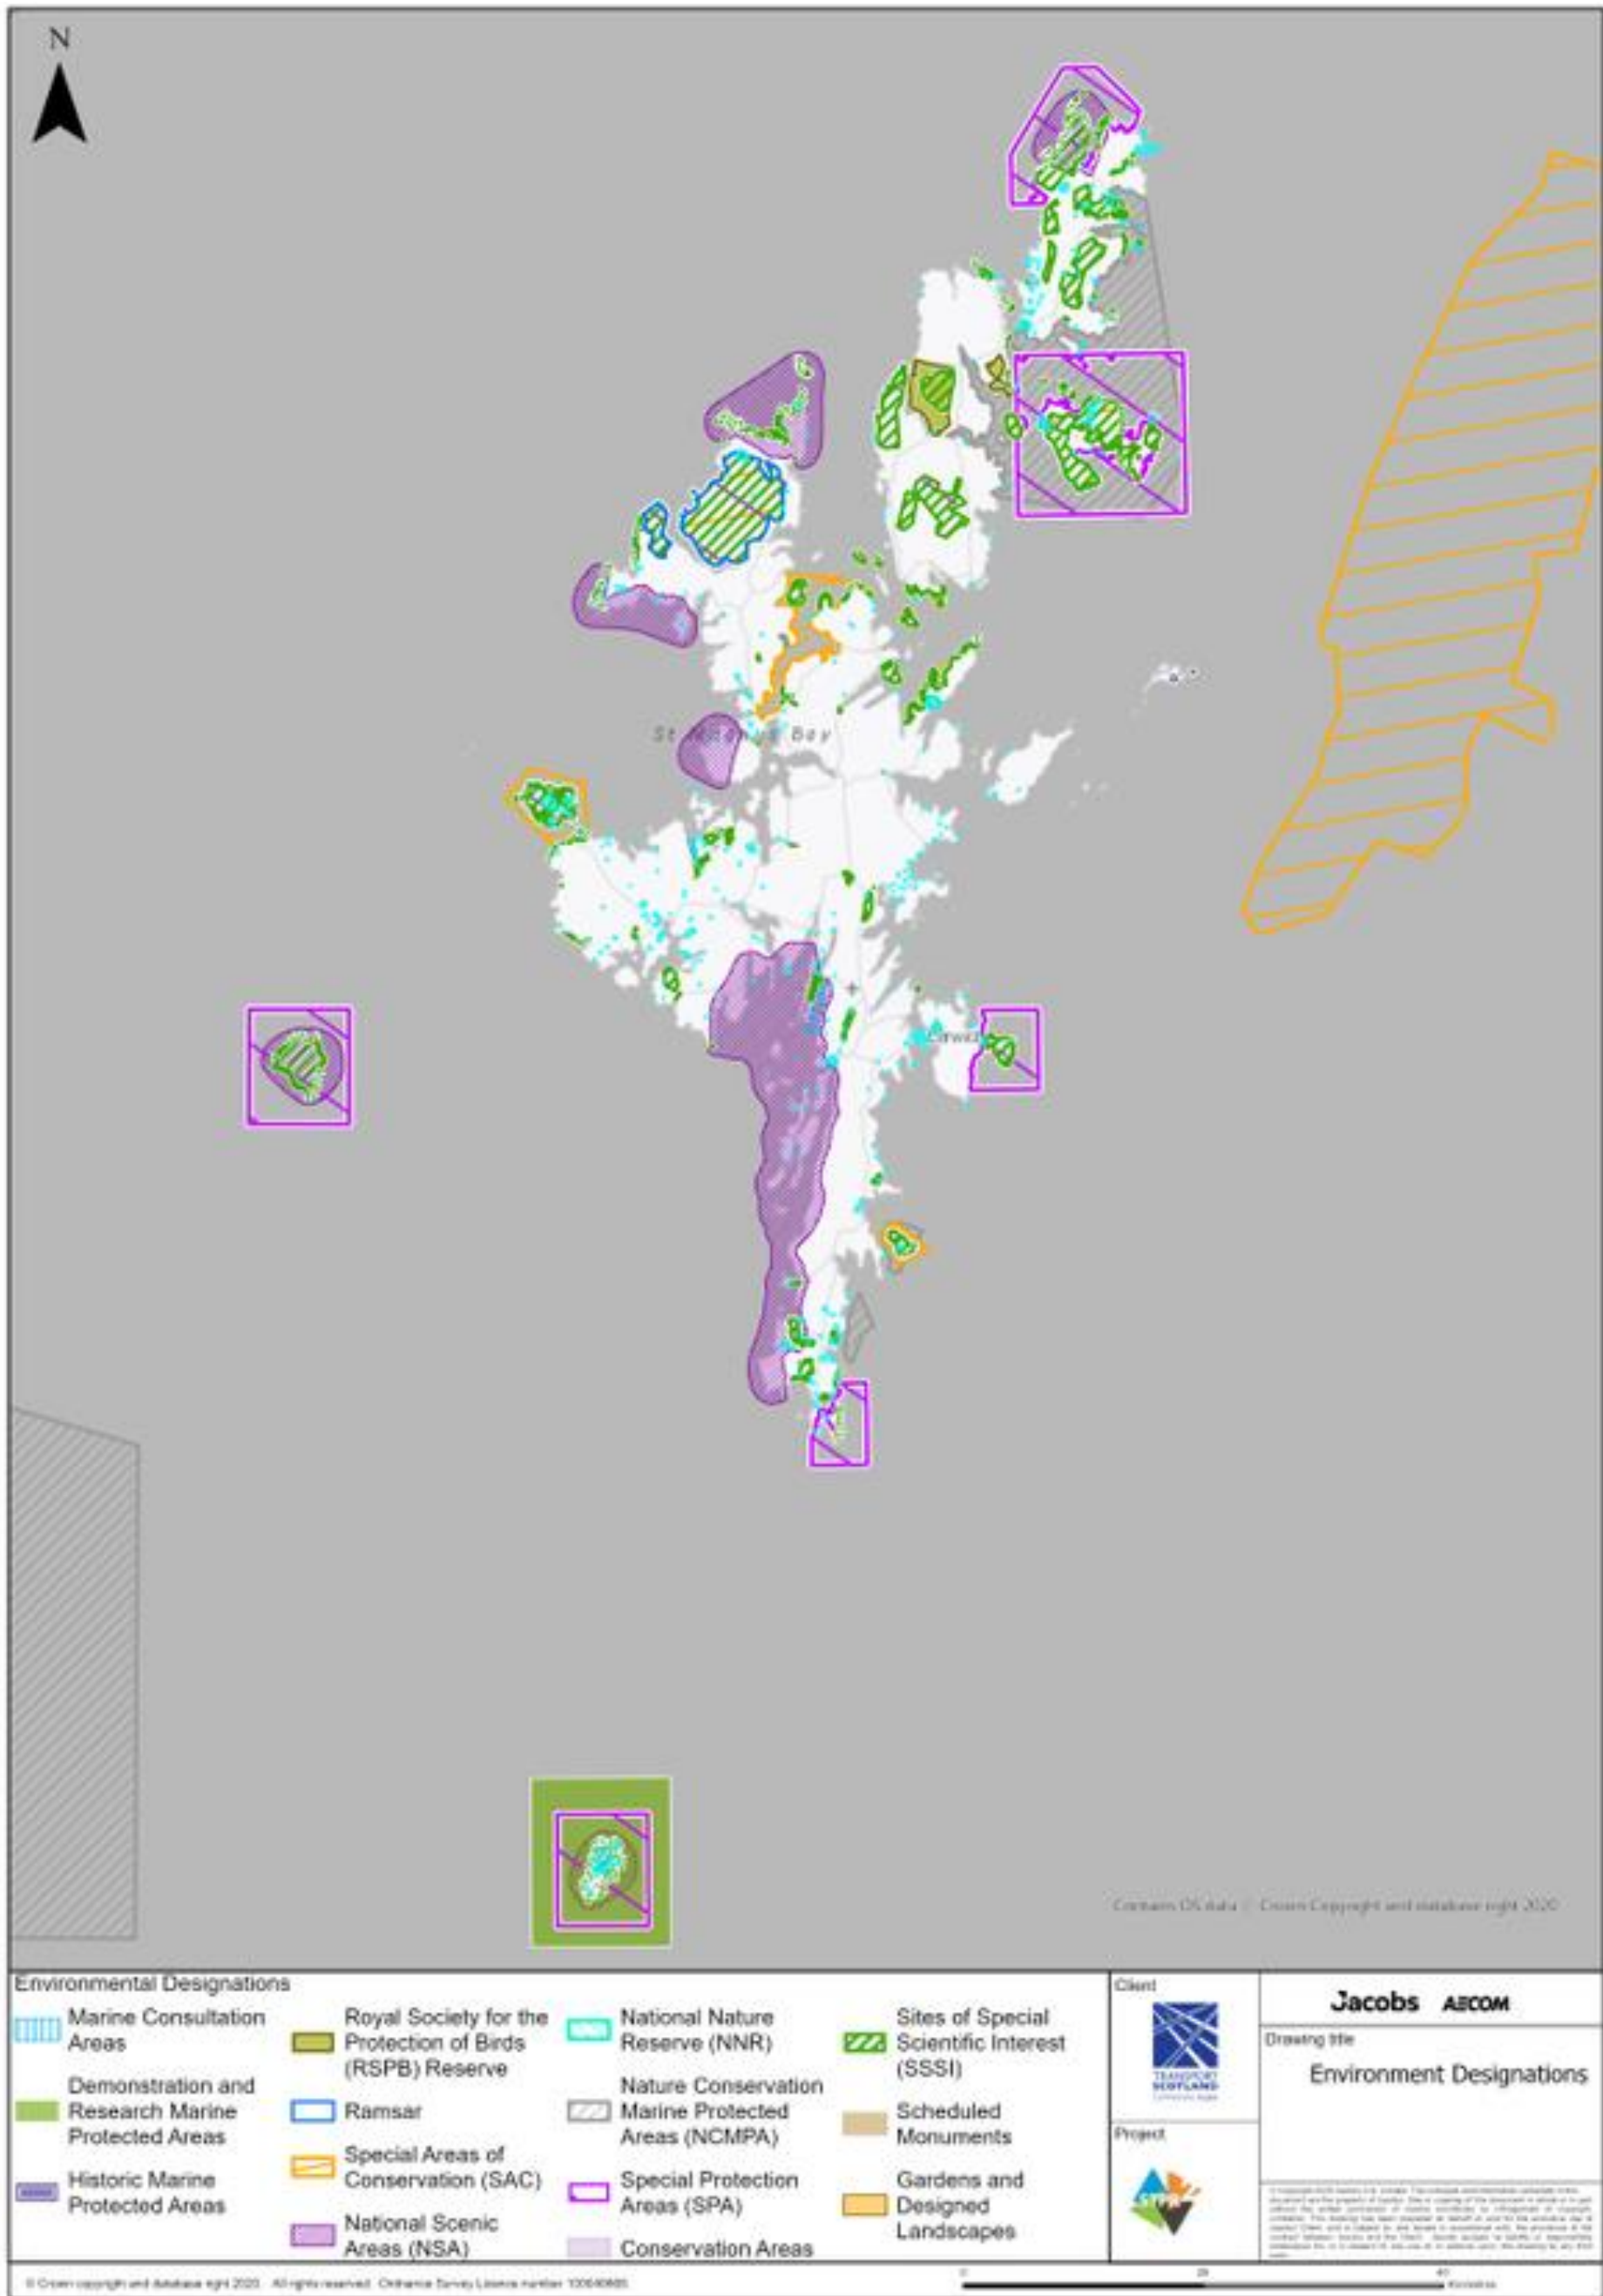 N
St Magnus Bay
Lerwick
Contains OS data © Crown Copyright and database right 2020
Environmental Designations
Marine Consultation
Areas
Demonstration and
Research Marine
Protected Areas
Historic Marine
Protected Areas
Royal Society for the
Protection of Birds
(RSPB) Reserve
Ramsar
Special Areas of
Conservation (SAC)
National Scenic
Areas (NSA)
National Nature
Reserve (NNR)
Nature Conservation
Marine Protected
Areas (NCMPA)
Special Protection
Areas (SPA)
Conservation Areas
Sites of Special
Scientific Interest
(SSSI)
Scheduled
Monuments
Gardens and
Designed
Landscapes
Client
TRANSPORT
SCOTLAND
Project
Jacobs AECOM
Drawing title
Environment Designations
© Crown copyright and database right 2020. All rights reserved. Ordnance Survey Licence number
0 20 40
Kilometres